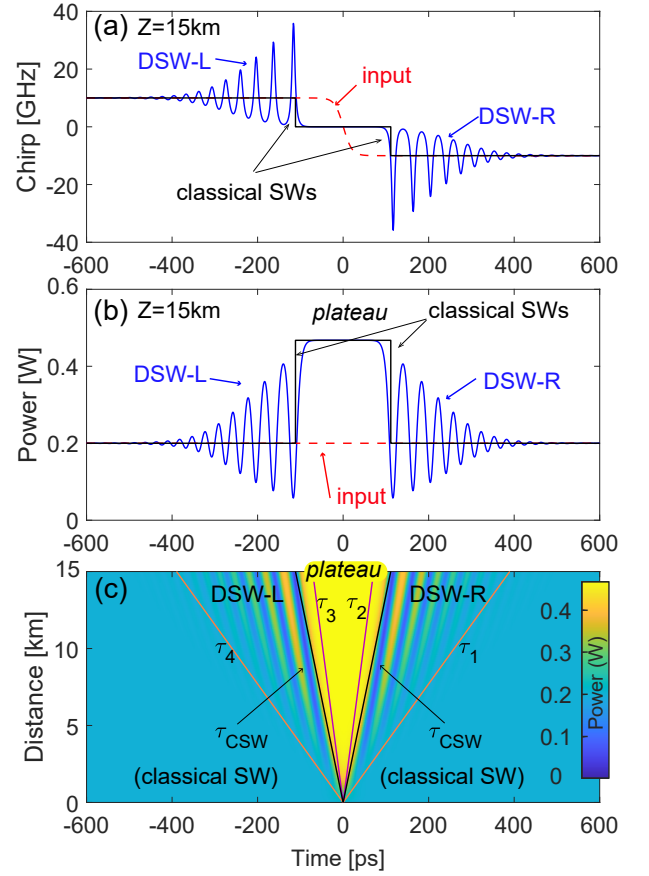 (a) Z=15km
DSW-L
input
DSW-R
classical SWs
Chirp [GHz]
40
20
0
-20
-40
-600 -400 -200 0 200 400 600
(b) Z=15km
plateau
classical SWs
DSW-L
DSW-R
input
Power [W]
0.6
0.4
0.2
0
-600 -400 -200 0 200 400 600
(c)
plateau
DSW-L
DSW-R
τ3
τ2
τ4
τ1
τCSW
τCSW
(classical SW)
(classical SW)
Power (W)
0.4
0.3
0.2
0.1
0
Distance [km]
15
10
5
0
-600 -400 -200 0 200 400 600
Time [ps]